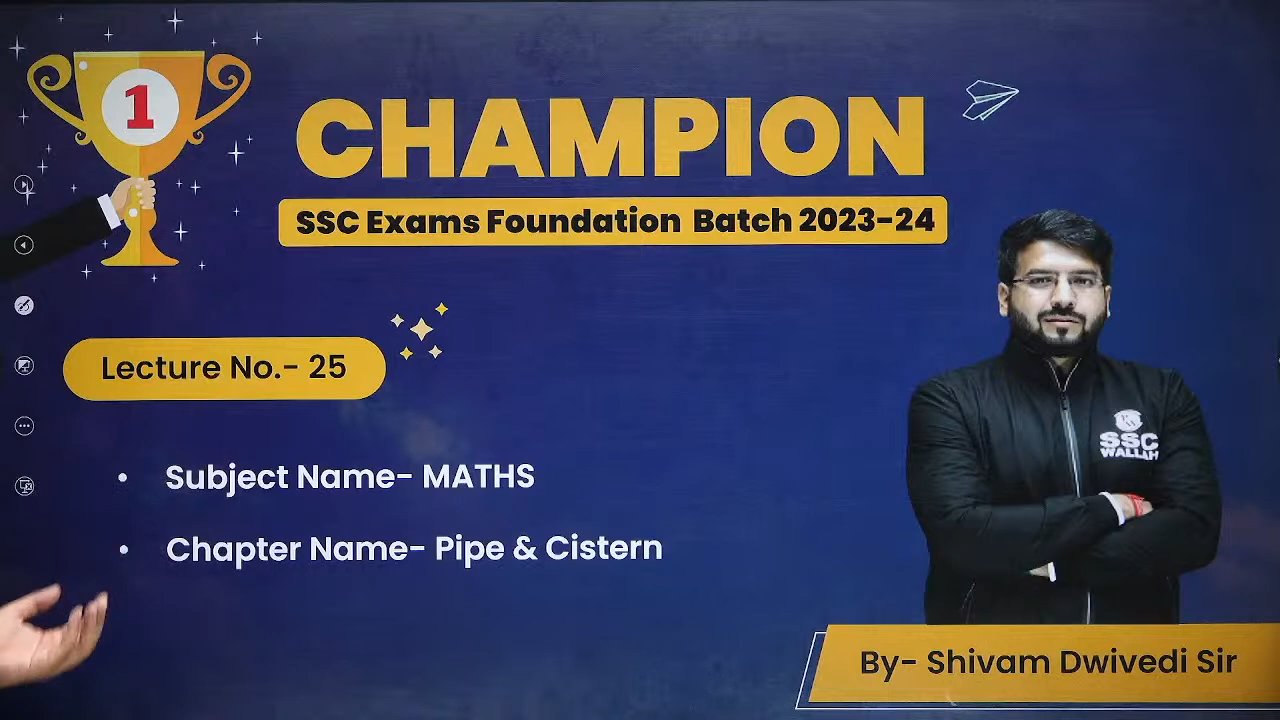 1
CHAMPION
SSC Exams Foundation Batch 2023-24
Lecture No.- 25
• Subject Name- MATHS
• Chapter Name- Pipe & Cistern
SSC
WALLAH
By- Shivam Dwivedi Sir